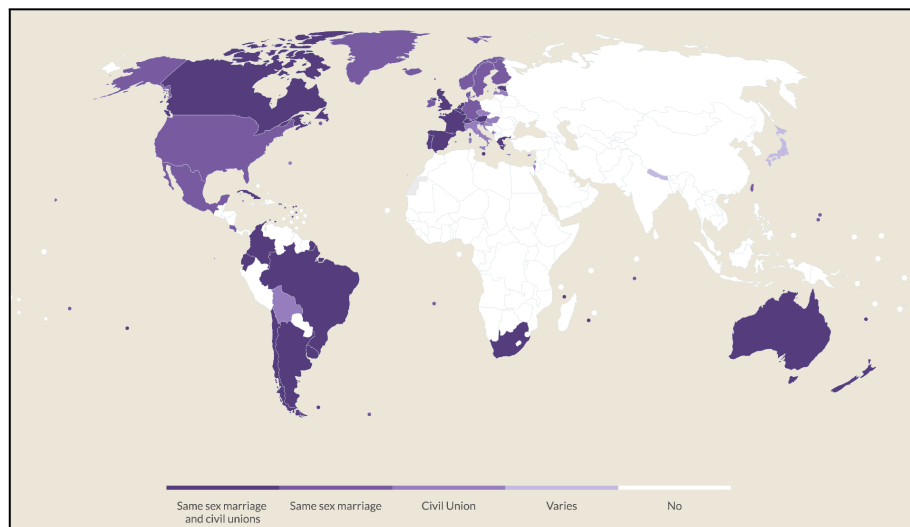 Same sex marriage
and civil unions
Same sex marriage
Civil Union
Varies
No